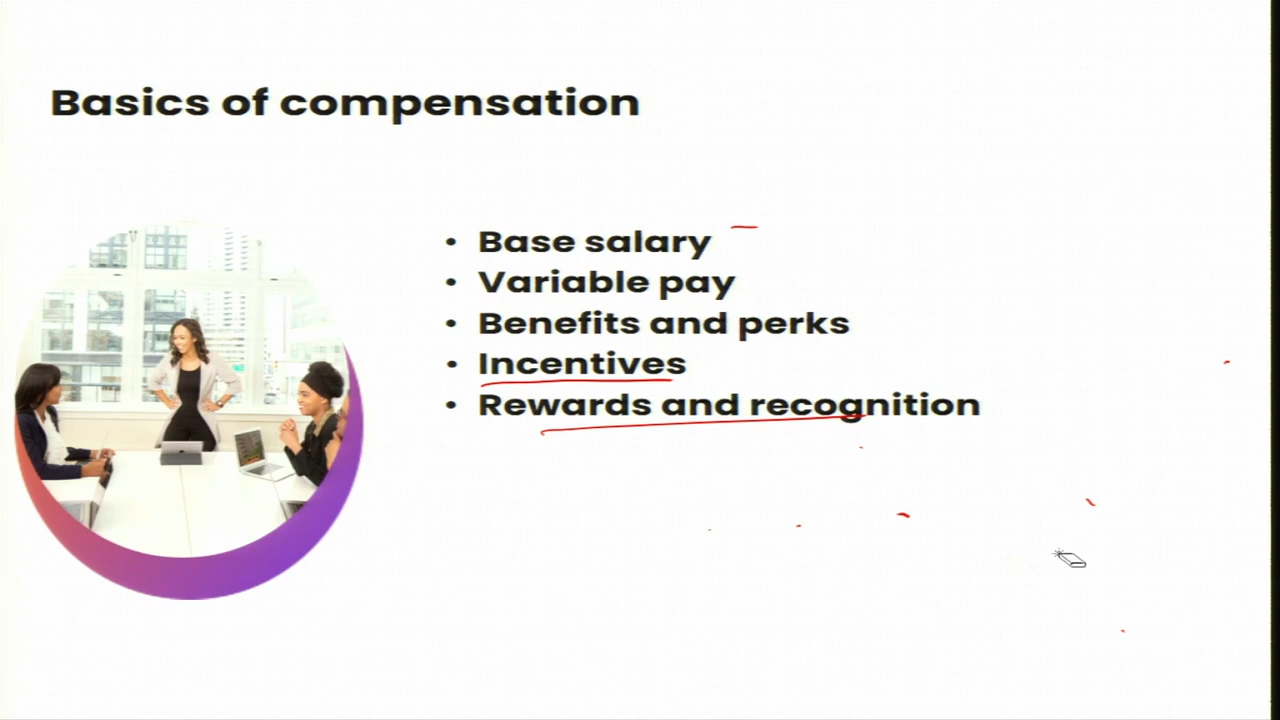 Basics of compensation
• Base salary
• Variable pay
• Benefits and perks
• Incentives
• Rewards and recognition